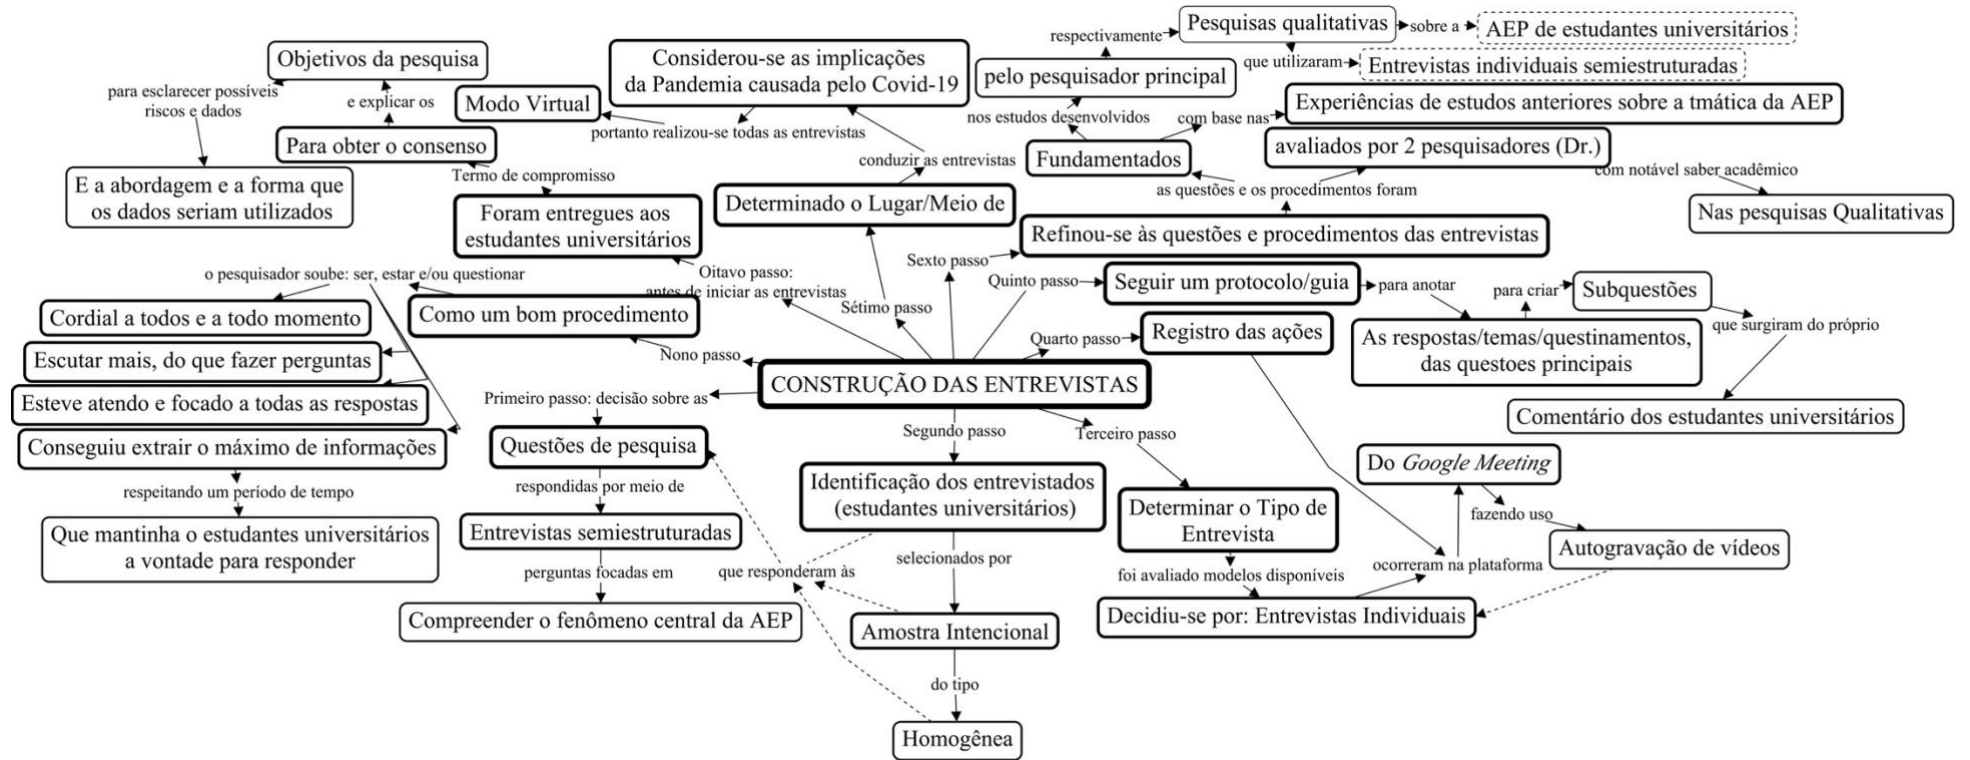 Pesquisas qualitativas
sobre a
AEP de estudantes universitários
respectivamente
que utilizaram
Entrevistas individuais semiestruturadas
Objetivos da pesquisa
Considerou-se as implicações
da Pandemia causada pelo Covid-19
pelo pesquisador principal
para esclarecer possíveis
riscos e dados
e explicar os
Modo Virtual
portanto realizou-se todas as entrevistas
nos estudos desenvolvidos
com base nas
Experiências de estudos anteriores sobre a tmática da AEP
Para obter o consenso
conduzir as entrevistas
Fundamentados
avaliados por 2 pesquisadores (Dr.)
com notável saber acadêmico
E a abordagem e a forma que
os dados seriam utilizados
Termo de compromisso
as questões e os procedimentos foram
Nas pesquisas Qualitativas
Foram entregues aos
estudantes universitários
Determinado o Lugar/Meio de
Refinou-se às questões e procedimentos das entrevistas
o pesquisador soube: ser, estar e/ou questionar
Oitavo passo:
antes de iniciar as entrevistas
Sexto passo
Quinto passo
Seguir um protocolo/guia
para anotar
para criar
Subquestões
Cordial a todos e a todo momento
Como um bom procedimento
Sétimo passo
Quarto passo
Registro das ações
As respostas/temas/questinamentos,
das questoes principais
que surgiram do próprio
Escutar mais, do que fazer perguntas
Nono passo
CONSTRUÇÃO DAS ENTREVISTAS
Esteve atendo e focado a todas as respostas
Primeiro passo: decisão sobre as
Comentário dos estudantes universitários
Conseguiu extrair o máximo de informações
Questões de pesquisa
Segundo passo
Terceiro passo
respeitando um período de tempo
respondidas por meio de
Identificação dos entrevistados
(estudantes universitários)
Do Google Meeting
Que mantinha o estudantes universitários
a vontade para responder
Entrevistas semiestruturadas
Determinar o Tipo de
Entrevista
fazendo uso
Autogravação de vídeos
perguntas focadas em
que responderam às
selecionados por
foi avaliado modelos disponíveis
ocorreram na plataforma
Compreender o fenômeno central da AEP
Amostra Intencional
Decidiu-se por: Entrevistas Individuais
do tipo
Homogênea